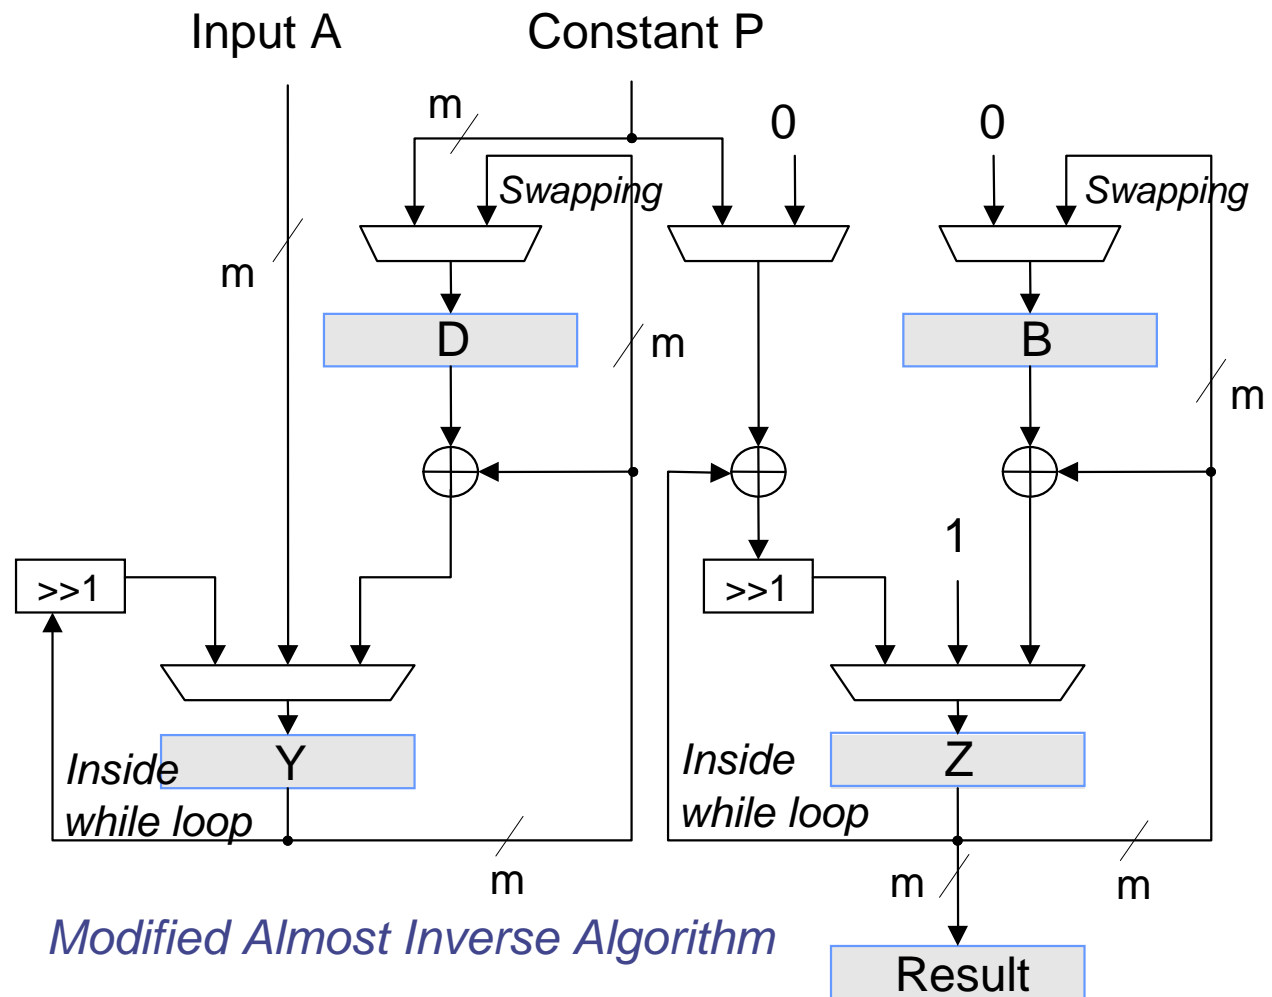 Input A
Constant P
m
0
0
Swapping
Swapping
m
D
m
B
m
1
>>1
>>1
Inside
while loop
Y
Inside
while loop
Z
m
m
m
Modified Almost Inverse Algorithm
Result